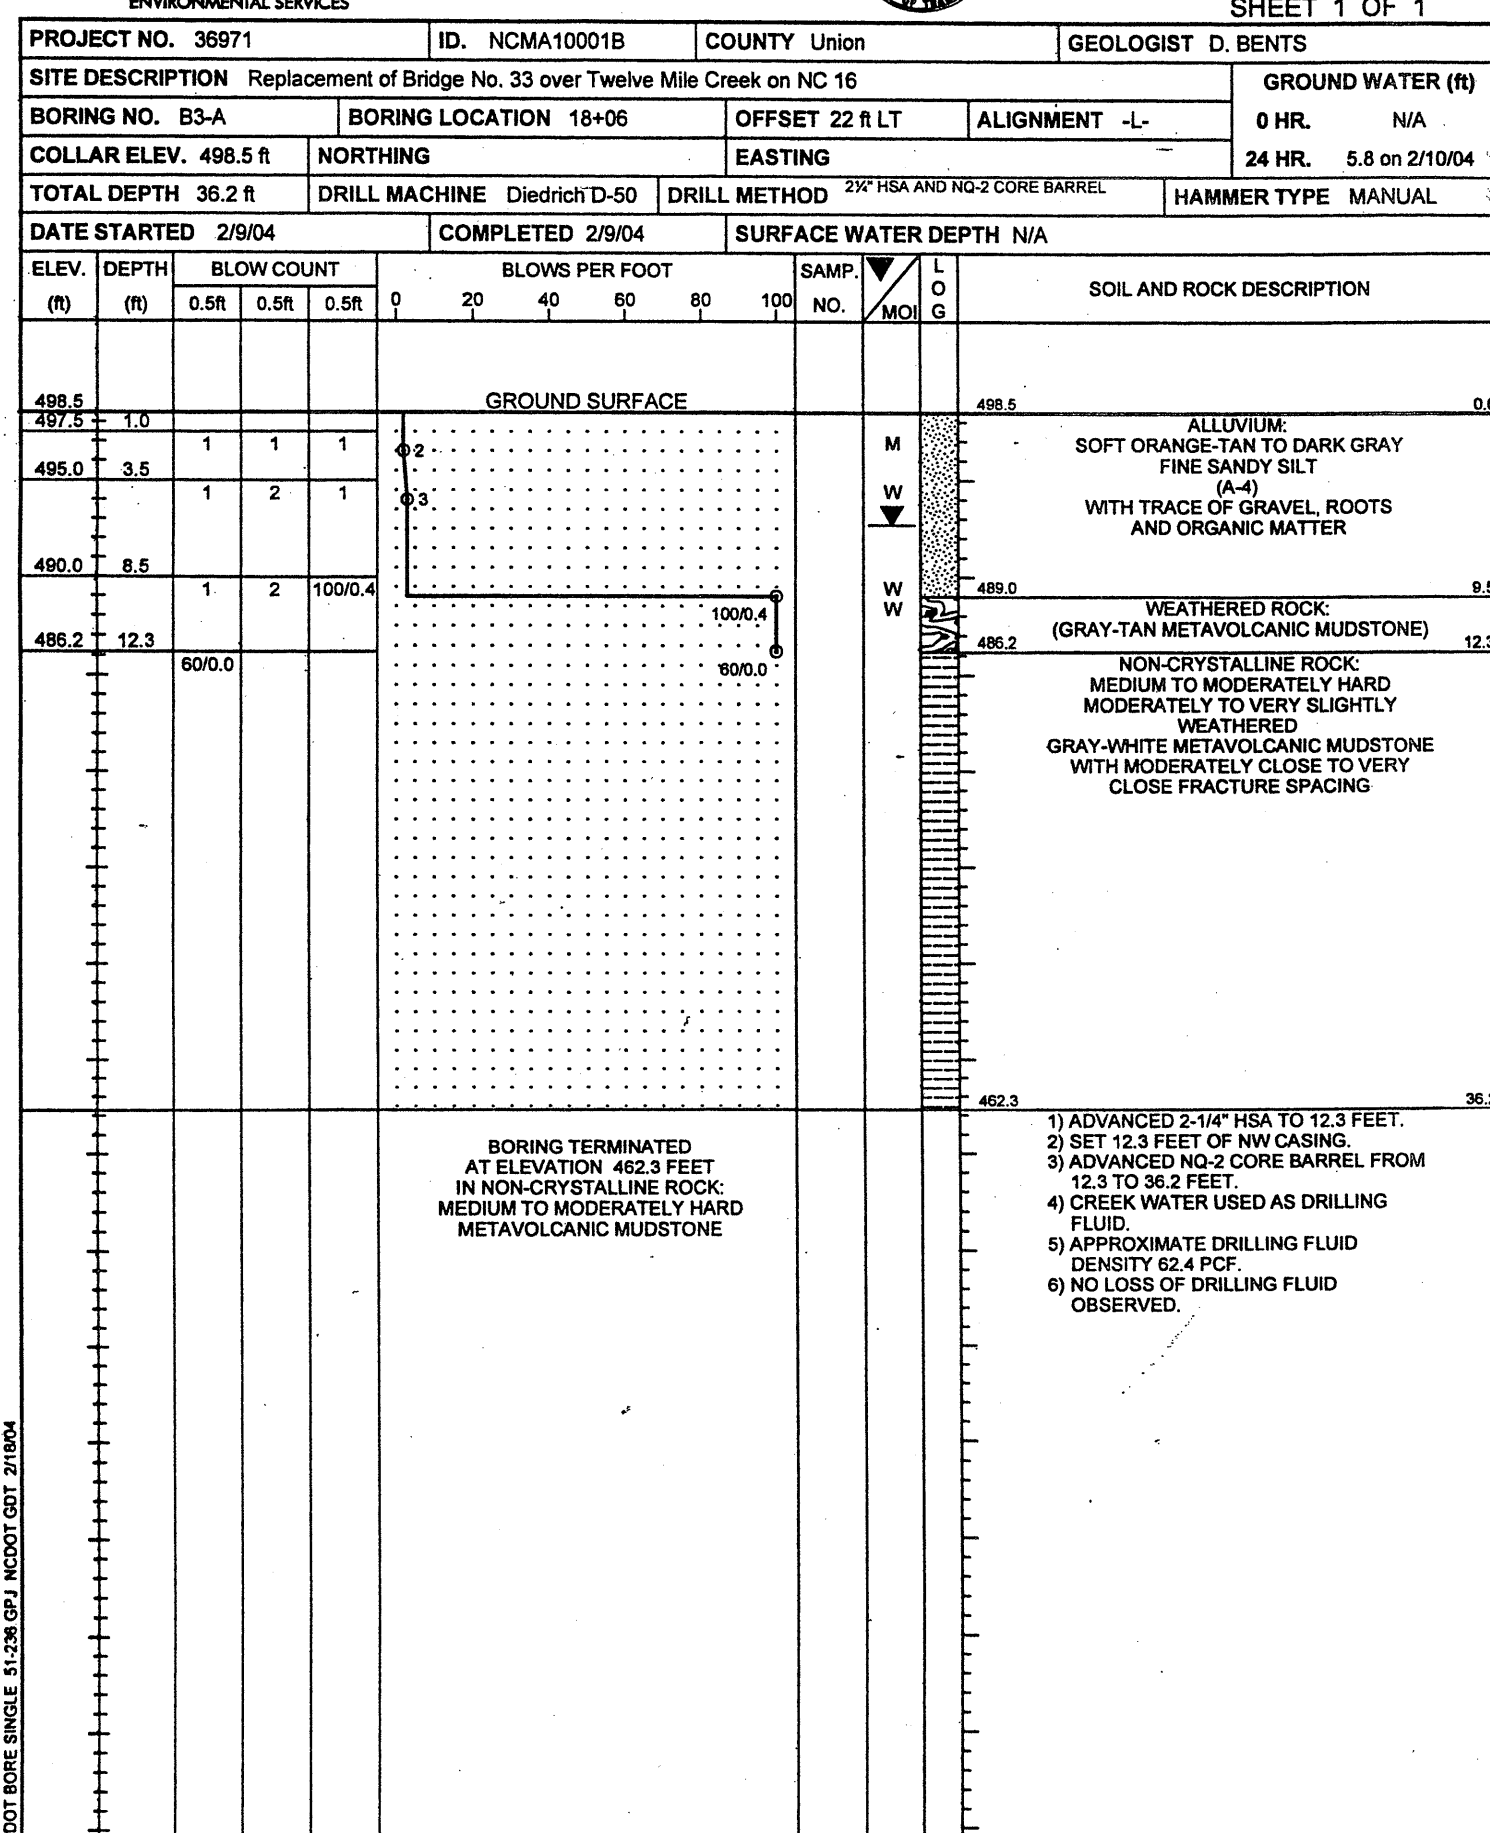 ENVIRONMENTAL SERVICES
SHEET 1 OF 1
PROJECT NO. 36971 ID. NCMA10001B COUNTY Union GEOLOGIST D. BENTS
SITE DESCRIPTION Replacement of Bridge No. 33 over Twelve Mile Creek on NC 16 GROUND WATER (ft)
BORING NO. B3-A BORING LOCATION 18+06 OFFSET 22 ft LT ALIGNMENT -L- 0 HR. N/A
COLLAR ELEV. 498.5 ft NORTHING EASTING 24 HR. 5.8 on 2/10/04
TOTAL DEPTH 36.2 ft DRILL MACHINE Diedrich D-50 DRILL METHOD 2¼" HSA AND NQ-2 CORE BARREL HAMMER TYPE MANUAL
DATE STARTED 2/9/04 COMPLETED 2/9/04 SURFACE WATER DEPTH N/A
ELEV. (ft) DEPTH (ft) BLOW COUNT BLOWS PER FOOT SAMP. NO. MOI LOG SOIL AND ROCK DESCRIPTION
0.5ft 0.5ft 0.5ft 0 20 40 60 80 100
498.5 GROUND SURFACE 498.5 0.0
497.5 1.0
1 1 1 2 M
495.0 3.5
1 2 1 3 W
ALLUVIUM:
SOFT ORANGE-TAN TO DARK GRAY
FINE SANDY SILT
(A-4)
WITH TRACE OF GRAVEL, ROOTS
AND ORGANIC MATTER
490.0 8.5
1 2 100/0.4 W 489.0 9.5
100/0.4 W
WEATHERED ROCK:
(GRAY-TAN METAVOLCANIC MUDSTONE)
486.2 12.3 486.2 12.3
60/0.0 60/0.0
NON-CRYSTALLINE ROCK:
MEDIUM TO MODERATELY HARD
MODERATELY TO VERY SLIGHTLY
WEATHERED
GRAY-WHITE METAVOLCANIC MUDSTONE
WITH MODERATELY CLOSE TO VERY
CLOSE FRACTURE SPACING
462.3 36.2
BORING TERMINATED
AT ELEVATION 462.3 FEET
IN NON-CRYSTALLINE ROCK:
MEDIUM TO MODERATELY HARD
METAVOLCANIC MUDSTONE
1) ADVANCED 2-1/4" HSA TO 12.3 FEET.
2) SET 12.3 FEET OF NW CASING.
3) ADVANCED NQ-2 CORE BARREL FROM
12.3 TO 36.2 FEET.
4) CREEK WATER USED AS DRILLING
FLUID.
5) APPROXIMATE DRILLING FLUID
DENSITY 62.4 PCF.
6) NO LOSS OF DRILLING FLUID
OBSERVED.
DOT BORE SINGLE 51-236 GPJ NCDOT GDT 2/18/04